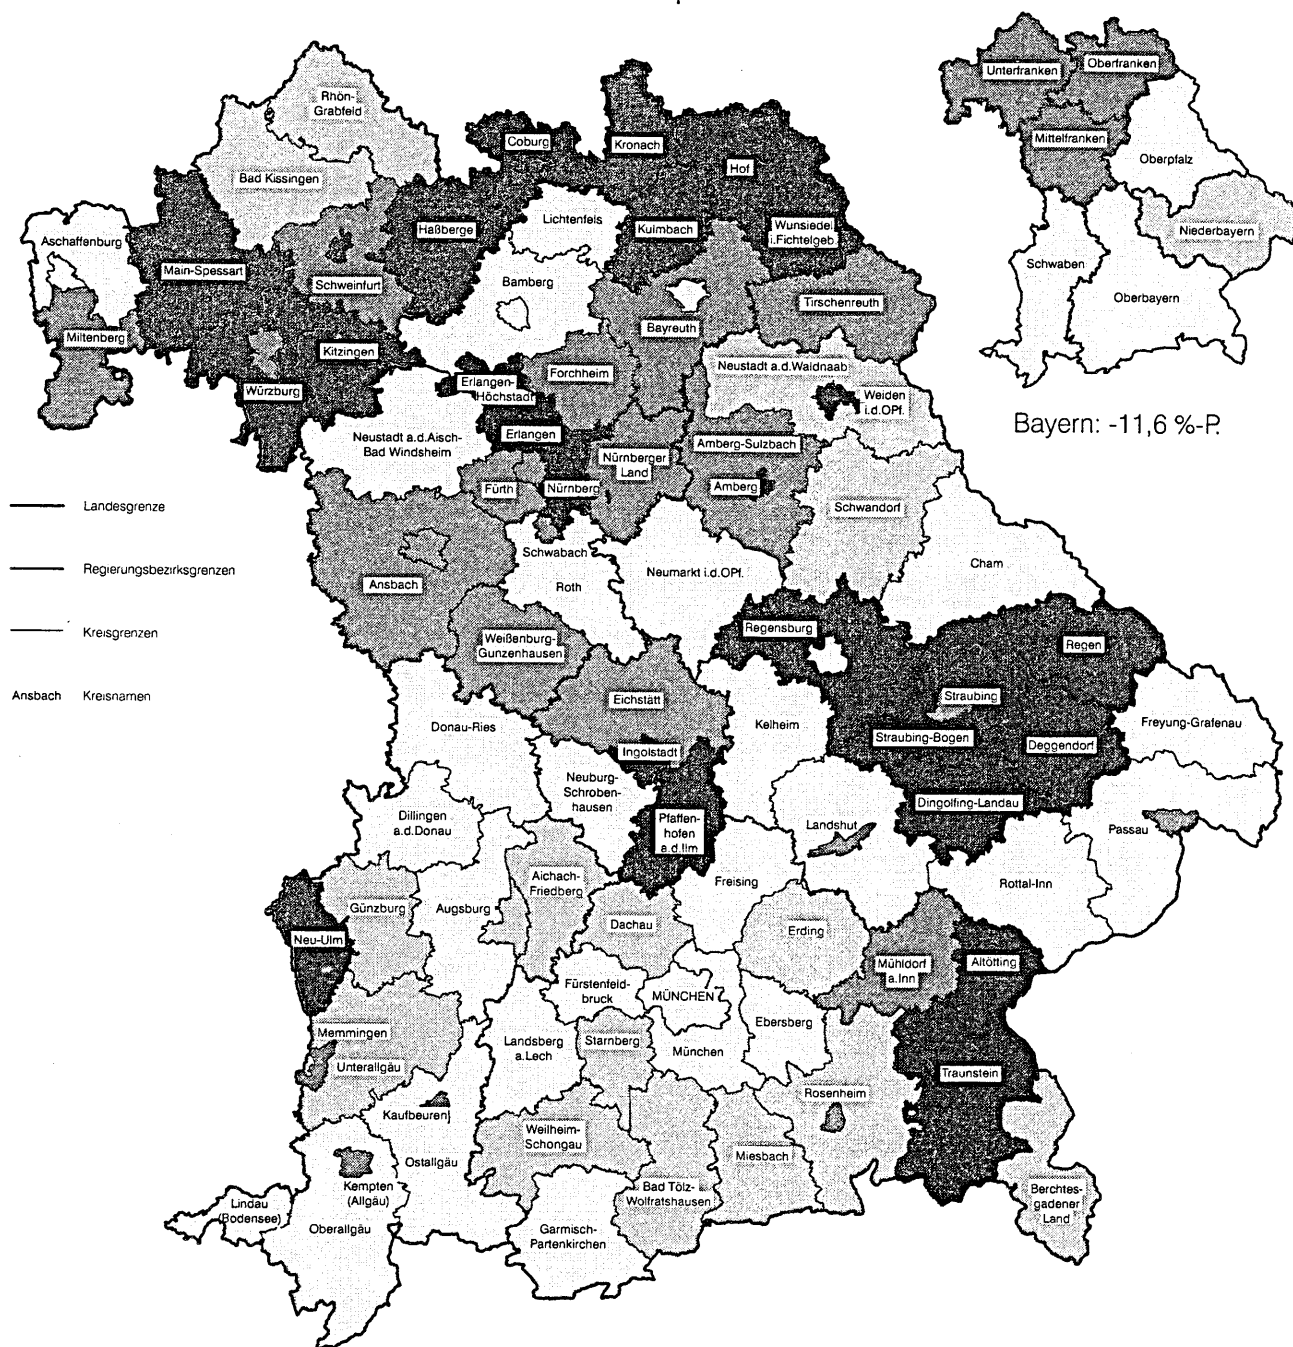 Rhön-
Grabfeld
Bad Kissingen
Coburg
Kronach
Hof
Aschaffenburg
Main-Spessart
Haßberge
Lichtenfels
Kulmbach
Wunsiedel
i.Fichtelgeb.
Schweinfurt
Bamberg
Bayreuth
Tirschenreuth
Miltenberg
Kitzingen
Würzburg
Erlangen-
Höchstadt
Forchheim
Neustadt a.d.Waldnaab
Weiden
i.d.OPf.
Neustadt a.d.Aisch-
Bad Windsheim
Erlangen
Nürnberger
Land
Amberg-Sulzbach
Fürth
Nürnberg
Amberg
Schwandorf
Ansbach
Schwabach
Roth
Neumarkt i.d.OPf.
Cham
Weißenburg-
Gunzenhausen
Regensburg
Regen
Eichstätt
Straubing
Donau-Ries
Ingolstadt
Kelheim
Straubing-Bogen
Deggendorf
Freyung-Grafenau
Neuburg-
Schroben-
hausen
Dillingen
a.d.Donau
Pfaffen-
hofen
a.d.Ilm
Landshut
Dingolfing-Landau
Passau
Aichach-
Friedberg
Freising
Rottal-Inn
Günzburg
Augsburg
Dachau
Erding
Neu-Ulm
Mühldorf
a.Inn
Altötting
Fürstenfeld-
bruck
MÜNCHEN
Ebersberg
Memmingen
Unterallgäu
Landsberg
a.Lech
Starnberg
München
Traunstein
Kaufbeuren
Weilheim-
Schongau
Rosenheim
Miesbach
Ostallgäu
Kempten
(Allgäu)
Bad Tölz-
Wolfratshausen
Berchtes-
gadener
Land
Lindau
(Bodensee)
Oberallgäu
Garmisch-
Partenkirchen
Unterfranken
Oberfranken
Mittelfranken
Oberpfalz
Niederbayern
Schwaben
Oberbayern
Bayern: -11,6 %-P.
Landesgrenze
Regierungsbezirksgrenzen
Kreisgrenzen
Ansbach Kreisnamen